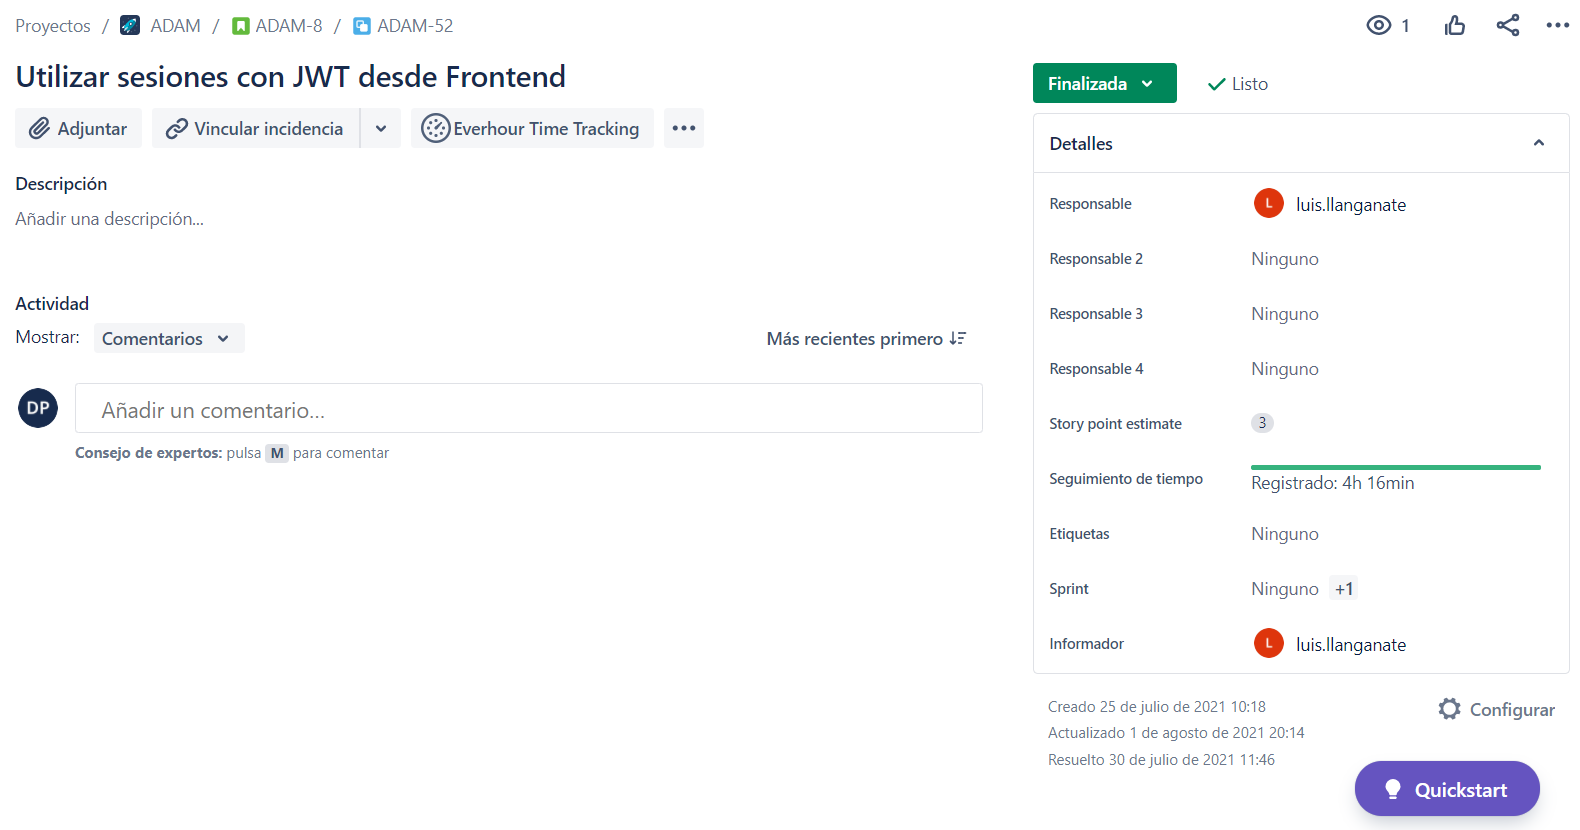 Proyectos / ADAM / ADAM-8 / ADAM-52
1
Utilizar sesiones con JWT desde Frontend
Adjuntar
Vincular incidencia
Everhour Time Tracking
Descripción
Añadir una descripción...
Actividad
Mostrar:
Comentarios
Más recientes primero
DP
Añadir un comentario...
Consejo de expertos: pulsa M para comentar
Finalizada
Listo
Detalles
Responsable
L luis.llanganate
Responsable 2
Ninguno
Responsable 3
Ninguno
Responsable 4
Ninguno
Story point estimate
3
Seguimiento de tiempo
Registrado: 4h 16min
Etiquetas
Ninguno
Sprint
Ninguno +1
Informador
L luis.llanganate
Creado 25 de julio de 2021 10:18
Configurar
Actualizado 1 de agosto de 2021 20:14
Resuelto 30 de julio de 2021 11:46
Quickstart